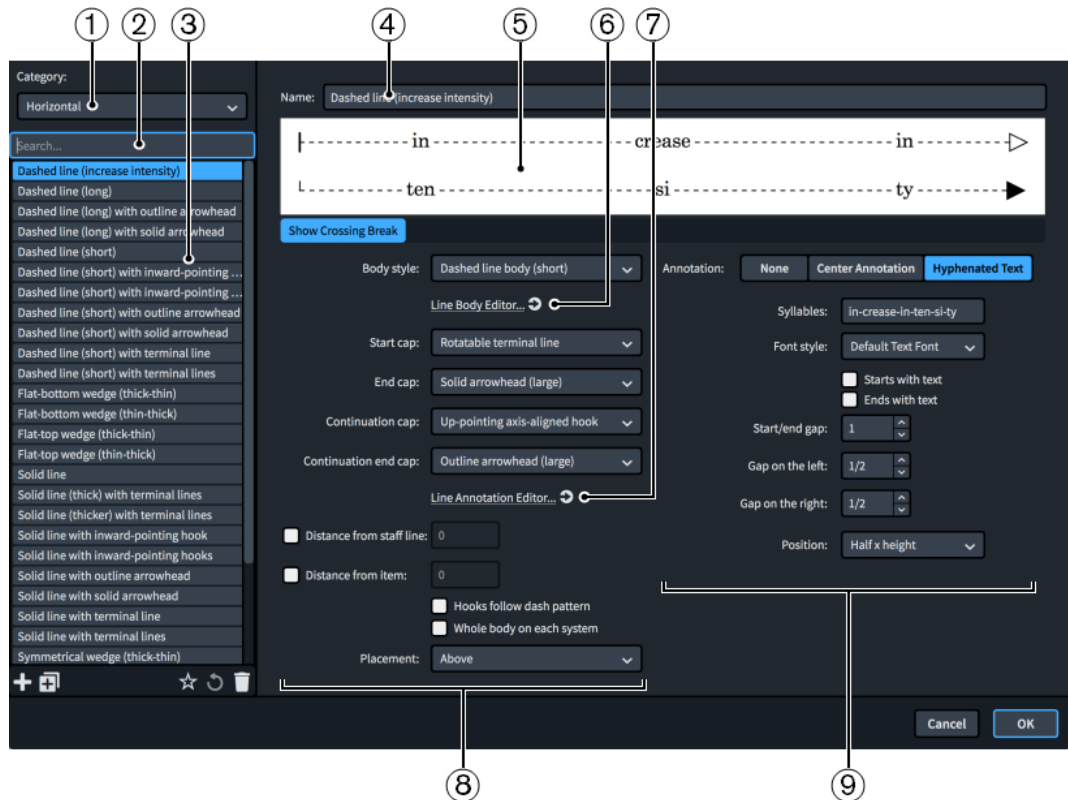 ① ② ③ ④ ⑤ ⑥ ⑦
Category:
Horizontal
Search...
Dashed line (increase intensity)
Dashed line (long)
Dashed line (long) with outline arrowhead
Dashed line (long) with solid arrowhead
Dashed line (short)
Dashed line (short) with inward-pointing ...
Dashed line (short) with inward-pointing ...
Dashed line (short) with outline arrowhead
Dashed line (short) with solid arrowhead
Dashed line (short) with terminal line
Dashed line (short) with terminal lines
Flat-bottom wedge (thick-thin)
Flat-bottom wedge (thin-thick)
Flat-top wedge (thick-thin)
Flat-top wedge (thin-thick)
Solid line
Solid line (thick) with terminal lines
Solid line (thicker) with terminal lines
Solid line with inward-pointing hook
Solid line with inward-pointing hooks
Solid line with outline arrowhead
Solid line with solid arrowhead
Solid line with terminal line
Solid line with terminal lines
Symmetrical wedge (thick-thin)
Name: Dashed line (increase intensity)
in crease in
ten si ty
Show Crossing Break
Body style: Dashed line body (short)
Line Body Editor...
Start cap: Rotatable terminal line
End cap: Solid arrowhead (large)
Continuation cap: Up-pointing axis-aligned hook
Continuation end cap: Outline arrowhead (large)
Line Annotation Editor...
Distance from staff line: 0
Distance from item: 0
Hooks follow dash pattern
Whole body on each system
Placement: Above
Annotation: None Center Annotation Hyphenated Text
Syllables: in-crease-in-ten-si-ty
Font style: Default Text Font
Starts with text
Ends with text
Start/end gap: 1
Gap on the left: 1/2
Gap on the right: 1/2
Position: Half x height
Cancel OK
⑧ ⑨